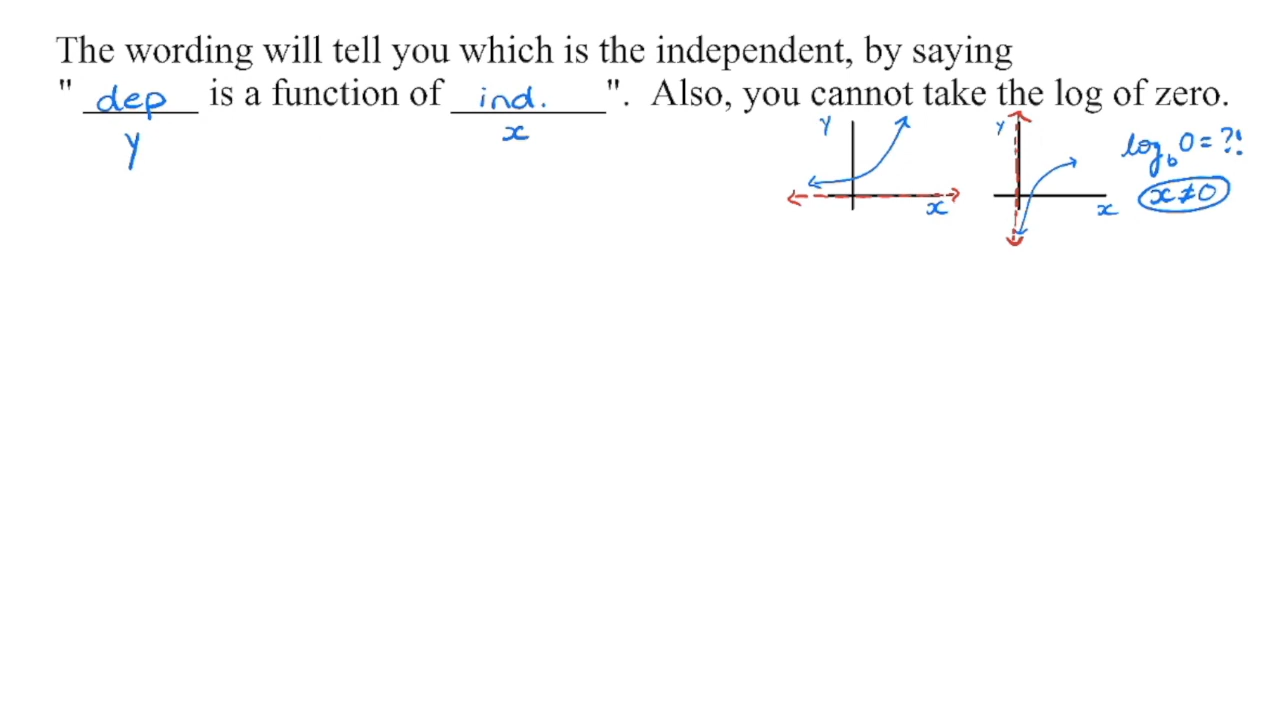 The wording will tell you which is the independent, by saying
" dep is a function of ind. ". Also, you cannot take the log of zero.
y x
y x
y x
log_b 0 = ?!
x ≠ 0